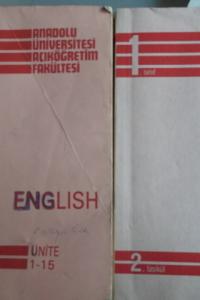 ANADOLU
ÜNİVERSİTESİ
AÇIKÖĞRETİM
FAKÜLTESİ
ENGLISH
ÜNİTE
1-15
1. sınıf
2. fasikül